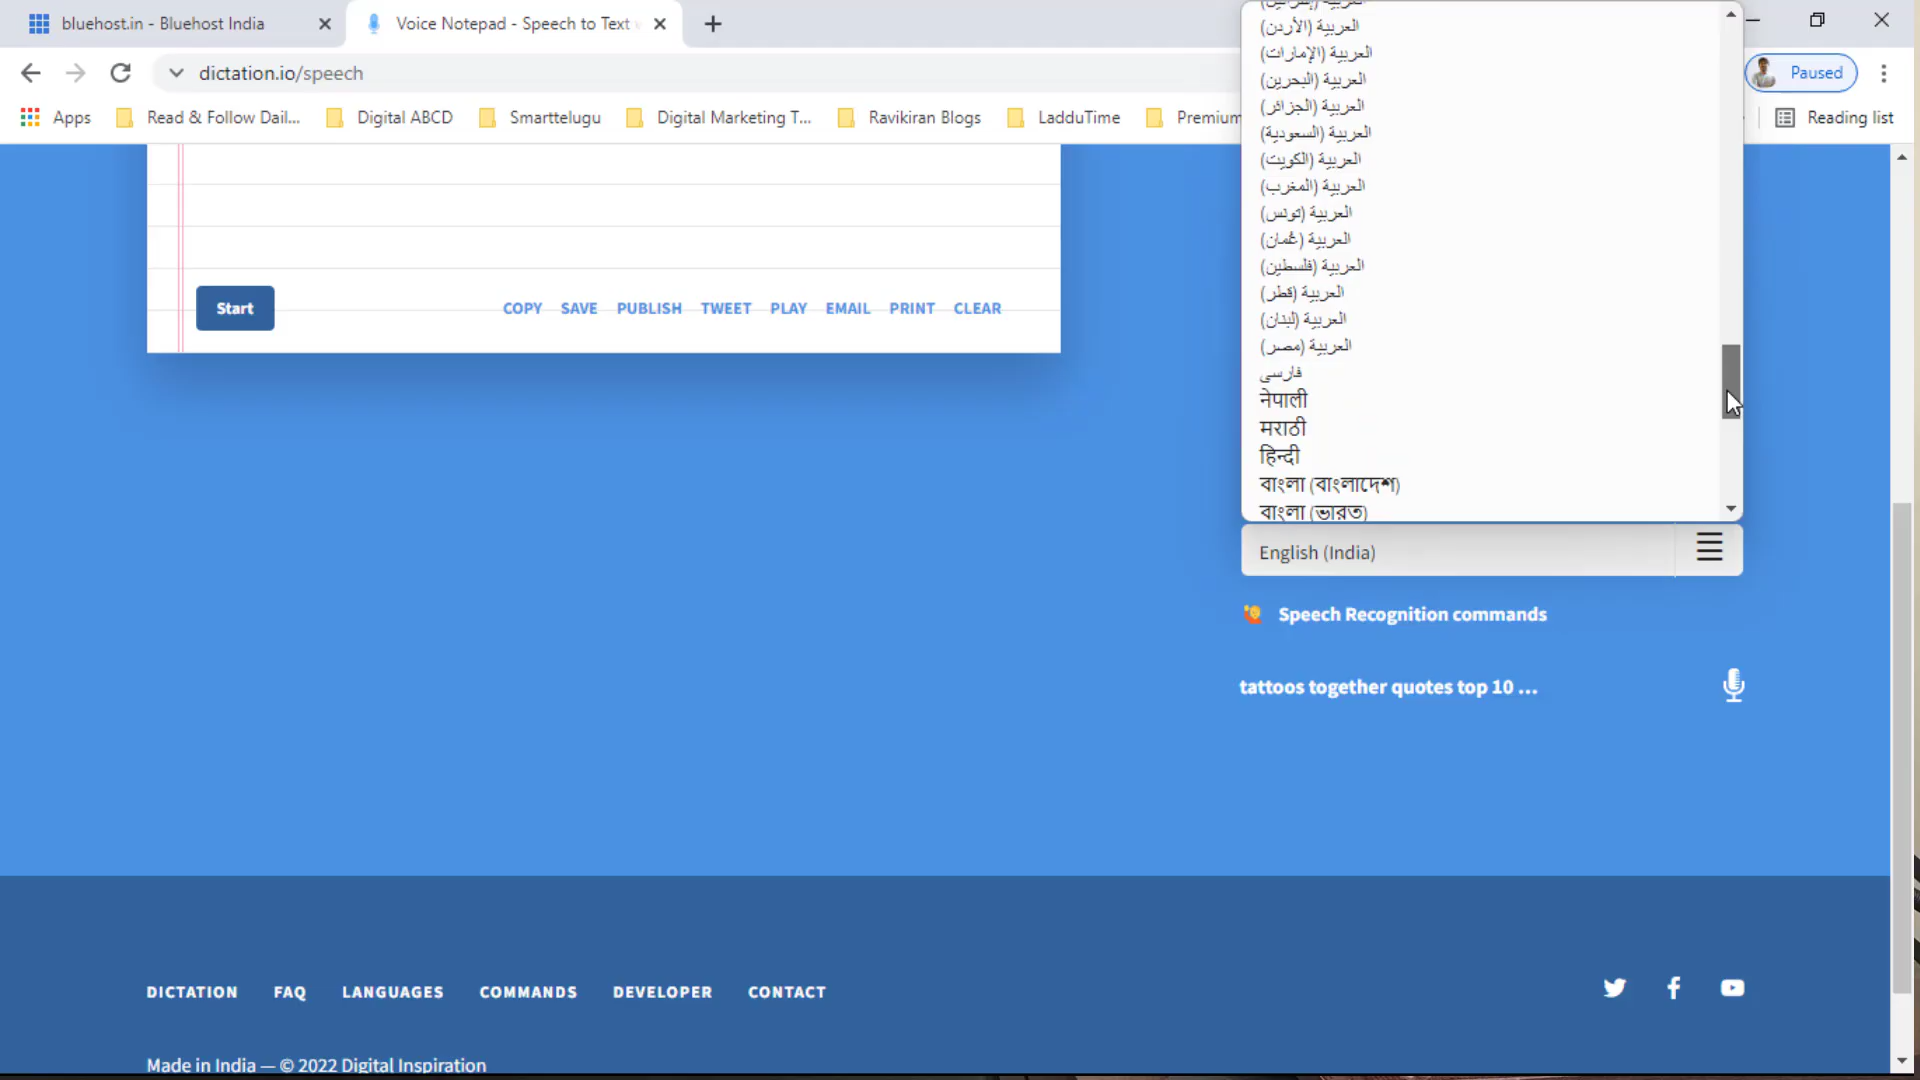 bluehost.in - Bluehost India
Voice Notepad - Speech to Text
dictation.io/speech
Paused
Apps
Read & Follow Dail...
Digital ABCD
Smarttelugu
Digital Marketing T...
Ravikiran Blogs
LadduTime
Premium
Reading list
العربية (الأردن)
العربية (الإمارات)
العربية (البحرين)
العربية (الجزائر)
العربية (السعودية)
العربية (الكويت)
العربية (المغرب)
العربية (تونس)
العربية (عُمان)
العربية (فلسطين)
العربية (قطر)
العربية (لبنان)
العربية (مصر)
فارسی
नेपाली
मराठी
हिन्दी
বাংলা (বাংলাদেশ)
বাংলা (ভারত)
Start
COPY SAVE PUBLISH TWEET PLAY EMAIL PRINT CLEAR
English (India)
Speech Recognition commands
tattoos together quotes top 10 ...
DICTATION FAQ LANGUAGES COMMANDS DEVELOPER CONTACT
Made in India — © 2022 Digital Inspiration